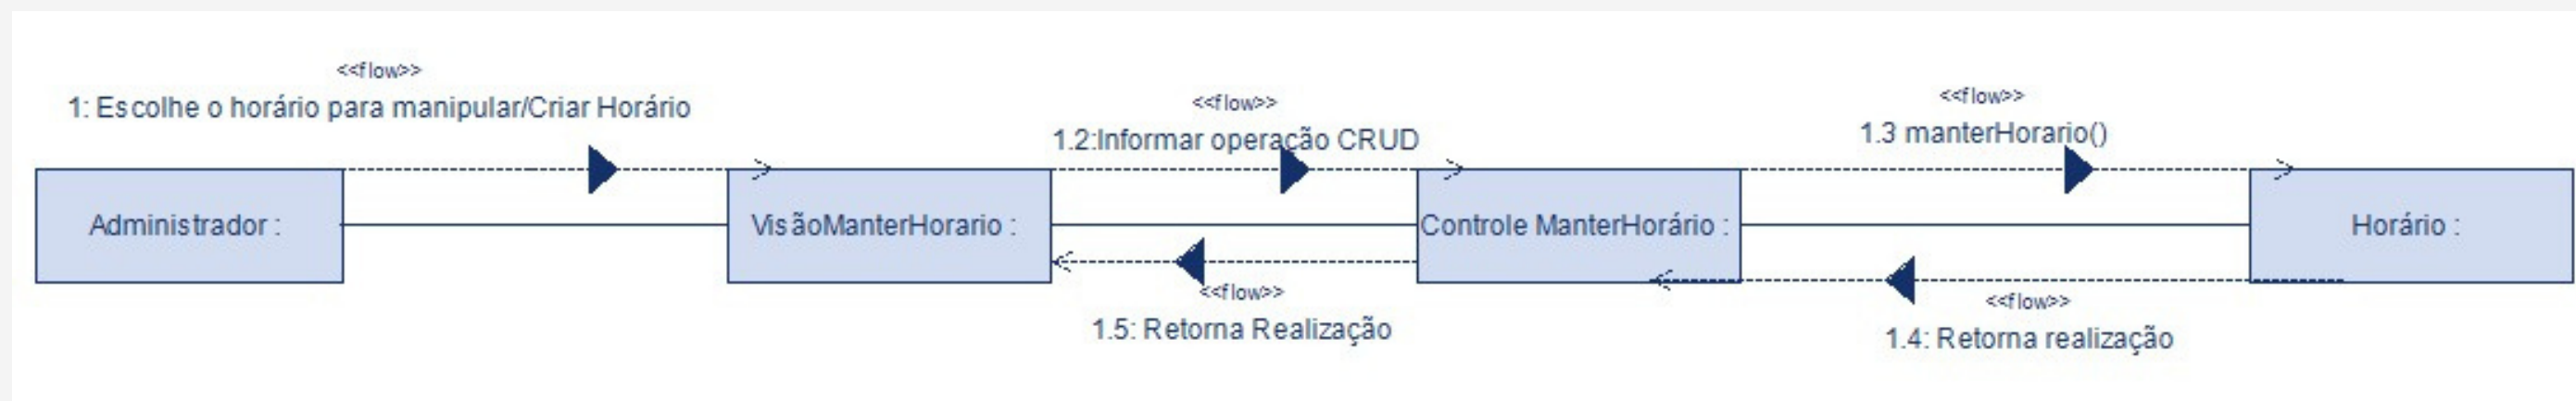 <<flow>>
1: Escolhe o horário para manipular/Criar Horário
<<flow>>
1.2:Informar operação CRUD
<<flow>>
1.3 manterHorario()
Administrador :
VisãoManterHorario :
Controle ManterHorário :
Horário :
<<flow>>
1.5: Retorna Realização
<<flow>>
1.4: Retorna realização